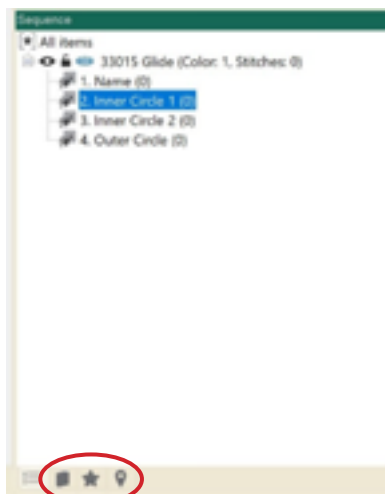 Sequence
All items
33015 Glide (Color: 1, Stitches: 0)
1. Name (0)
2. Inner Circle 1 (0)
3. Inner Circle 2 (0)
4. Outer Circle (0)